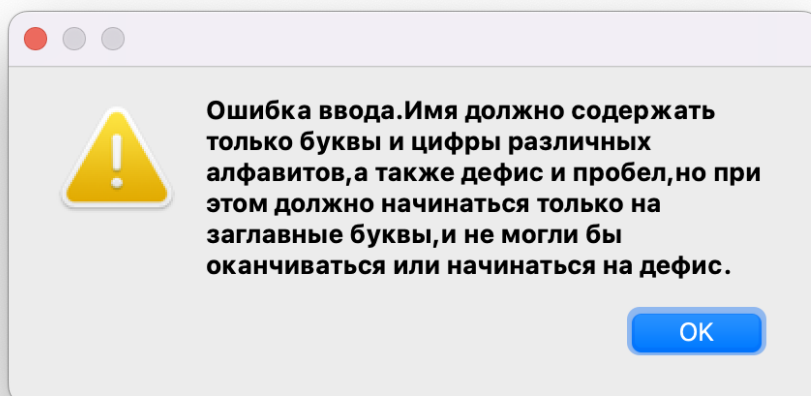 Ошибка ввода.Имя должно содержать
только буквы и цифры различных
алфавитов,а также дефис и пробел,но при
этом должно начинаться только на
заглавные буквы,и не могли бы
оканчиваться или начинаться на дефис.
OK